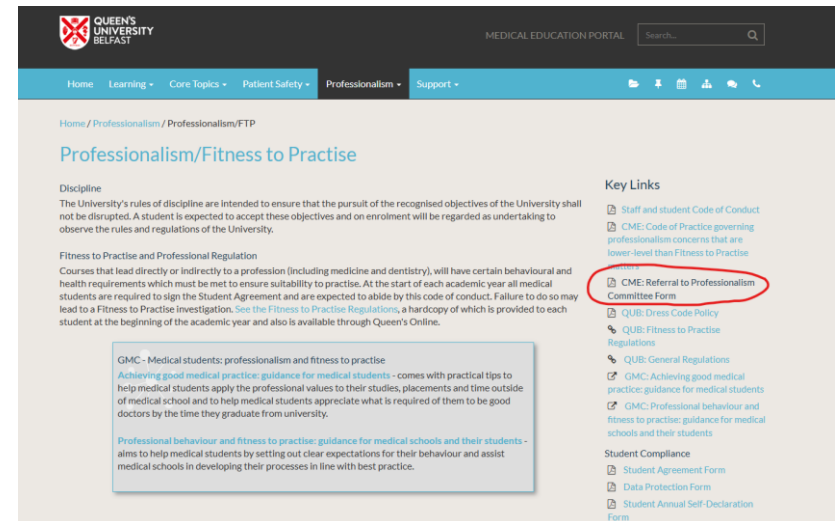 QUEEN'S
UNIVERSITY
BELFAST
MEDICAL EDUCATION PORTAL
Search...
Home Learning Core Topics Patient Safety Professionalism Support
Home / Professionalism / Professionalism/FTP
Professionalism/Fitness to Practise
Discipline
The University's rules of discipline are intended to ensure that the pursuit of the recognised objectives of the University shall
not be disrupted. A student is expected to accept these objectives and on enrolment will be regarded as undertaking to
observe the rules and regulations of the University.
Fitness to Practise and Professional Regulation
Courses that lead directly or indirectly to a profession (including medicine and dentistry), will have certain behavioural and
health requirements which must be met to ensure suitability to practise. At the start of each academic year all medical
students are required to sign the Student Agreement and are expected to abide by this code of conduct. Failure to do so may
lead to a Fitness to Practise investigation. See the Fitness to Practise Regulations, a hardcopy of which is provided to each
student at the beginning of the academic year and also is available through Queen's Online.
GMC - Medical students: professionalism and fitness to practise
Achieving good medical practice: guidance for medical students - comes with practical tips to
help medical students apply the professional values to their studies, placements and time outside
of medical school and to help medical students appreciate what is required of them to be good
doctors by the time they graduate from university.
Professional behaviour and fitness to practise: guidance for medical schools and their students -
aims to help medical students by setting out clear expectations for their behaviour and assist
medical schools in developing their processes in line with best practice.
Key Links
Staff and student Code of Conduct
CME: Code of Practice governing
professionalism concerns that are
lower-level than Fitness to Practise
matters
CME: Referral to Professionalism
Committee Form
QUB: Dress Code Policy
QUB: Fitness to Practise
Regulations
QUB: General Regulations
GMC: Achieving good medical
practice: guidance for medical students
GMC: Professional behaviour and
fitness to practise: guidance for medical
schools and their students
Student Compliance
Student Agreement Form
Data Protection Form
Student Annual Self-Declaration
Form